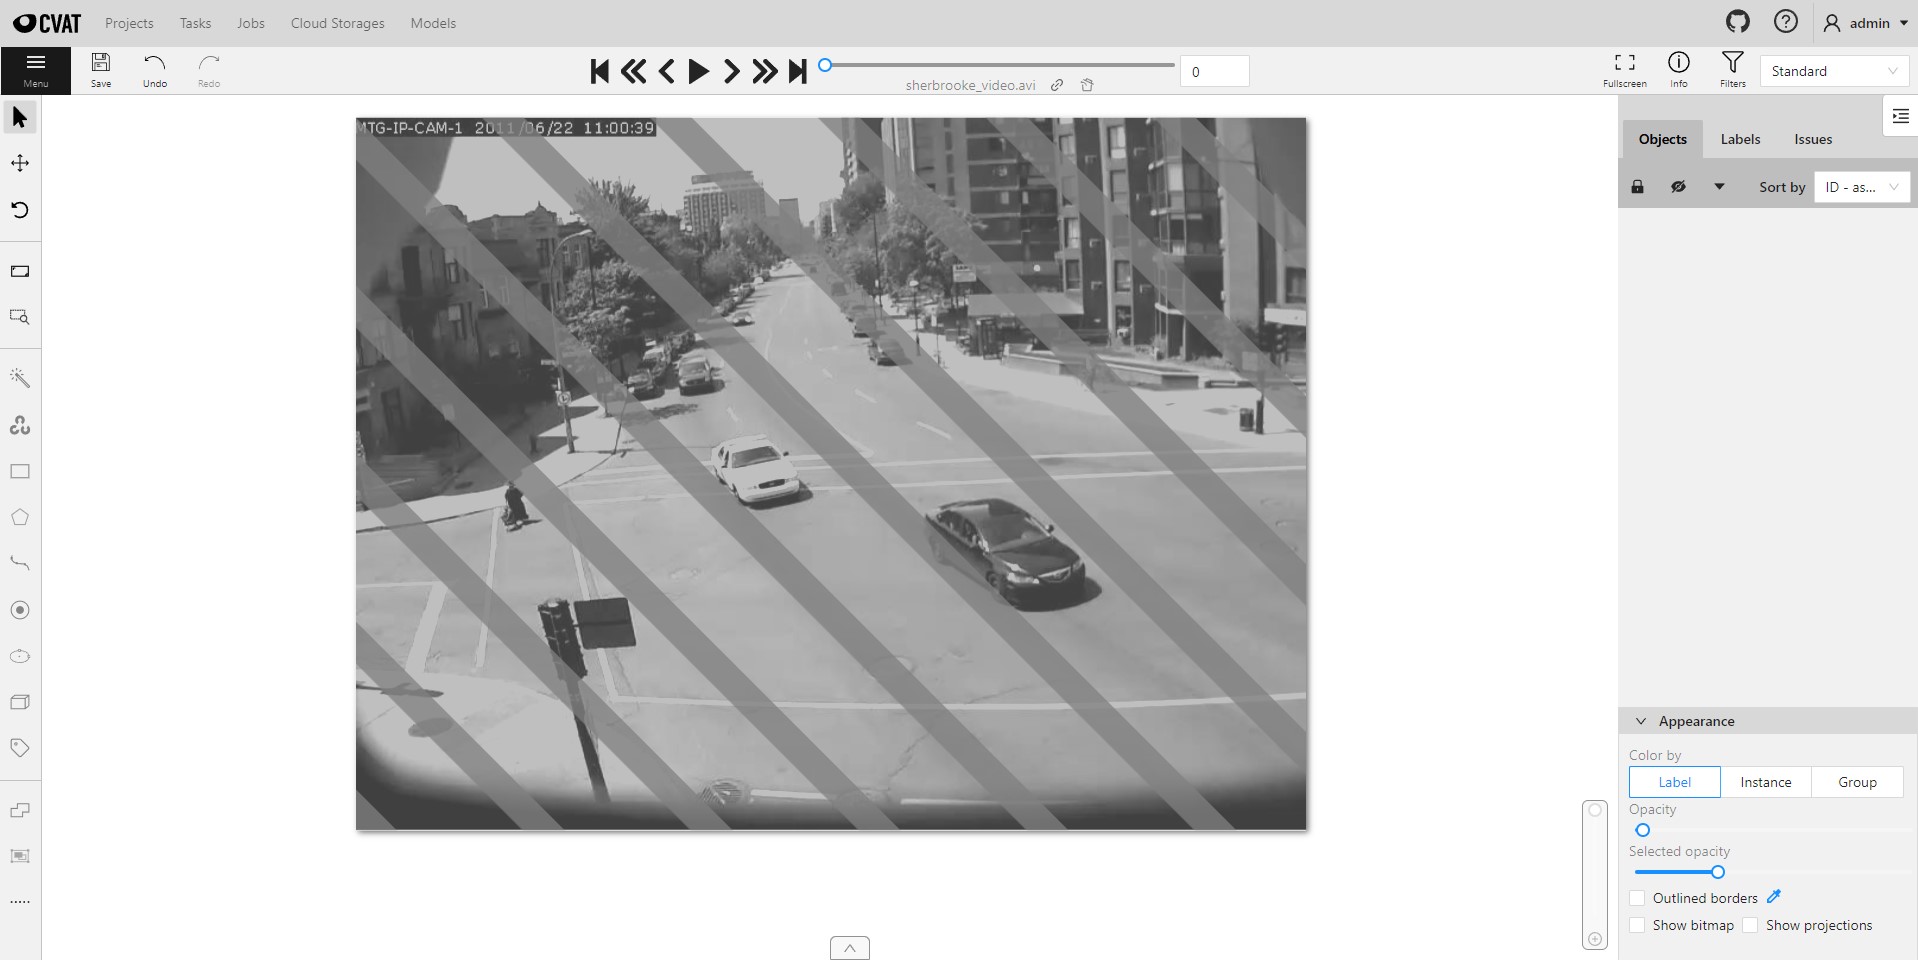 CVAT Projects Tasks Jobs Cloud Storages Models admin
Menu Save Undo Redo sherbrooke_video.avi 0 Fullscreen Info Filters Standard
MTG-IP-CAM-1 2011/06/22 11:00:39
Objects Labels Issues
Sort by ID - as...
Appearance
Color by
Label Instance Group
Opacity
Selected opacity
Outlined borders
Show bitmap Show projections